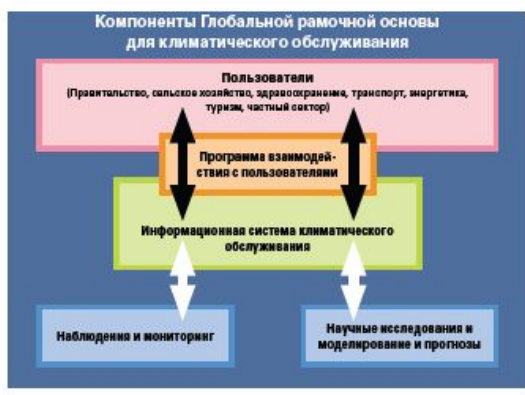 Компоненты Глобальной рамочной основы
для климатического обслуживания
Пользователи
(Правительство, сельское хозяйство, здравоохранение, транспорт, энергетика,
туризм, частный сектор)
Программа взаимодей-
ствия с пользователями
Информационная система климатического
обслуживания
Наблюдения и мониторинг
Научные исследования и
моделирование и прогнозы